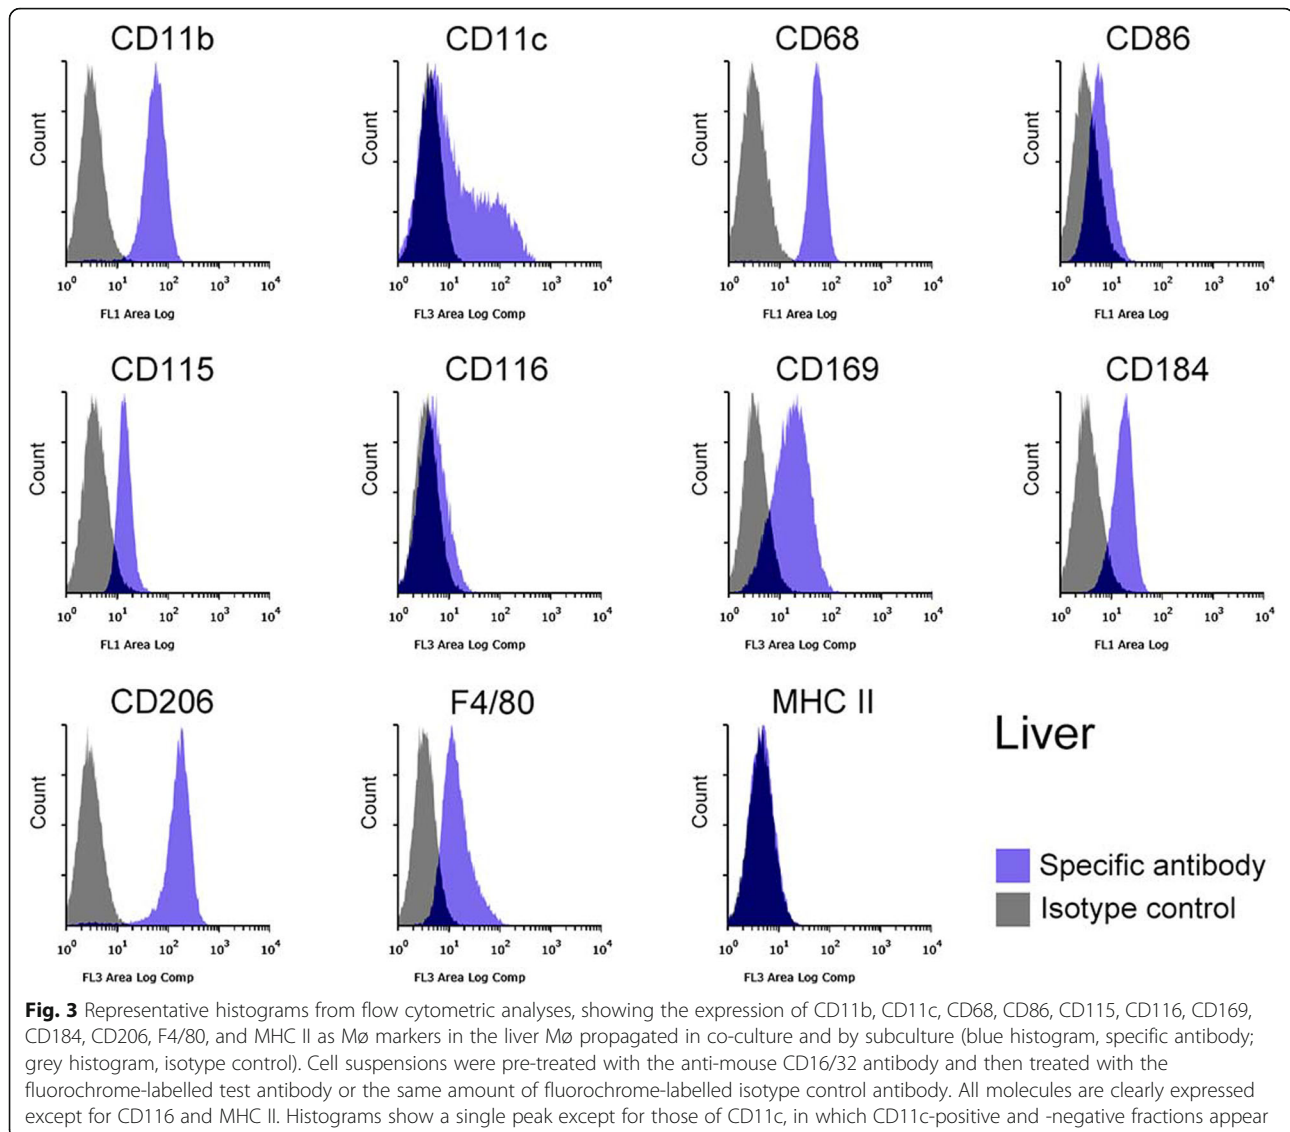 CD11b
CD11c
CD68
CD86
Count
Count
Count
Count
10⁰ 10¹ 10² 10³ 10⁴
10⁰ 10¹ 10² 10³ 10⁴
10⁰ 10¹ 10² 10³ 10⁴
10⁰ 10¹ 10² 10³ 10⁴
FL1 Area Log
FL3 Area Log Comp
FL1 Area Log
FL1 Area Log
CD115
CD116
CD169
CD184
Count
Count
Count
Count
10⁰ 10¹ 10² 10³ 10⁴
10⁰ 10¹ 10² 10³ 10⁴
10⁰ 10¹ 10² 10³ 10⁴
10⁰ 10¹ 10² 10³ 10⁴
FL1 Area Log
FL3 Area Log Comp
FL3 Area Log Comp
FL1 Area Log
CD206
F4/80
MHC II
Count
Count
Count
10⁰ 10¹ 10² 10³ 10⁴
10⁰ 10¹ 10² 10³ 10⁴
10⁰ 10¹ 10² 10³ 10⁴
FL3 Area Log Comp
FL3 Area Log Comp
FL3 Area Log Comp
Liver
Specific antibody
Isotype control
Fig. 3 Representative histograms from flow cytometric analyses, showing the expression of CD11b, CD11c, CD68, CD86, CD115, CD116, CD169,
CD184, CD206, F4/80, and MHC II as Mø markers in the liver Mø propagated in co-culture and by subculture (blue histogram, specific antibody;
grey histogram, isotype control). Cell suspensions were pre-treated with the anti-mouse CD16/32 antibody and then treated with the
fluorochrome-labelled test antibody or the same amount of fluorochrome-labelled isotype control antibody. All molecules are clearly expressed
except for CD116 and MHC II. Histograms show a single peak except for those of CD11c, in which CD11c-positive and -negative fractions appear